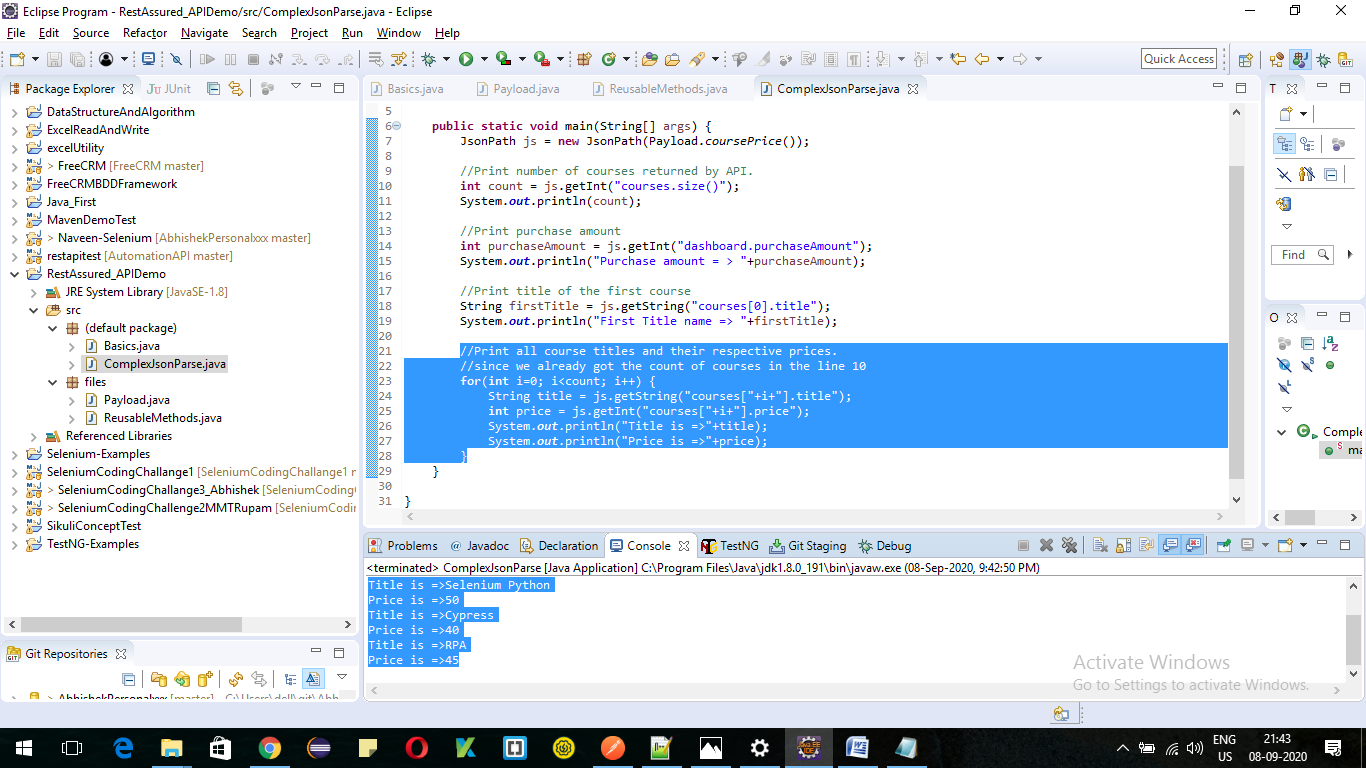 Eclipse Program - RestAssured_APIDemo/src/ComplexJsonParse.java - Eclipse
File Edit Source Refactor Navigate Search Project Run Window Help
Quick Access
Package Explorer JUnit
DataStructureAndAlgorithm
ExcelReadAndWrite
excelUtility
> FreeCRM [FreeCRM master]
FreeCRMBDDFramework
Java_First
MavenDemoTest
> Naveen-Selenium [AbhishekPersonalxxx master]
restapitest [AutomationAPI master]
RestAssured_APIDemo
JRE System Library [JavaSE-1.8]
src
(default package)
Basics.java
ComplexJsonParse.java
files
Payload.java
ReusableMethods.java
Referenced Libraries
Selenium-Examples
SeleniumCodingChallange1 [SeleniumCodingChallange1 r
> SeleniumCodingChallange3_Abhishek [SeleniumCoding
> SeleniumCodingChallenge2MMTRupam [SeleniumCodi
SikuliConceptTest
TestNG-Examples
Git Repositories
AbhishekPersonalxxx [master] - C:\Users\dell\git\Abh
Basics.java Payload.java ReusableMethods.java ComplexJsonParse.java
5
6 public static void main(String[] args) {
7 JsonPath js = new JsonPath(Payload.coursePrice());
8
9 //Print number of courses returned by API.
10 int count = js.getInt("courses.size()");
11 System.out.println(count);
12
13 //Print purchase amount
14 int purchaseAmount = js.getInt("dashboard.purchaseAmount");
15 System.out.println("Purchase amount = > "+purchaseAmount);
16
17 //Print title of the first course
18 String firstTitle = js.getString("courses[0].title");
19 System.out.println("First Title name => "+firstTitle);
20
21 //Print all course titles and their respective prices.
22 //since we already got the count of courses in the line 10
23 for(int i=0; i<count; i++) {
24 String title = js.getString("courses["+i+"].title");
25 int price = js.getInt("courses["+i+"].price");
26 System.out.println("Title is =>"+title);
27 System.out.println("Price is =>"+price);
28 }
29 }
30
31 }
T
Find
O
Comple
ma
Problems Javadoc Declaration Console TestNG Git Staging Debug
<terminated> ComplexJsonParse [Java Application] C:\Program Files\Java\jdk1.8.0_191\bin\javaw.exe (08-Sep-2020, 9:42:50 PM)
Title is =>Selenium Python
Price is =>50
Title is =>Cypress
Price is =>40
Title is =>RPA
Price is =>45
Activate Windows
Go to Settings to activate Windows.
ENG
US
21:43
08-09-2020